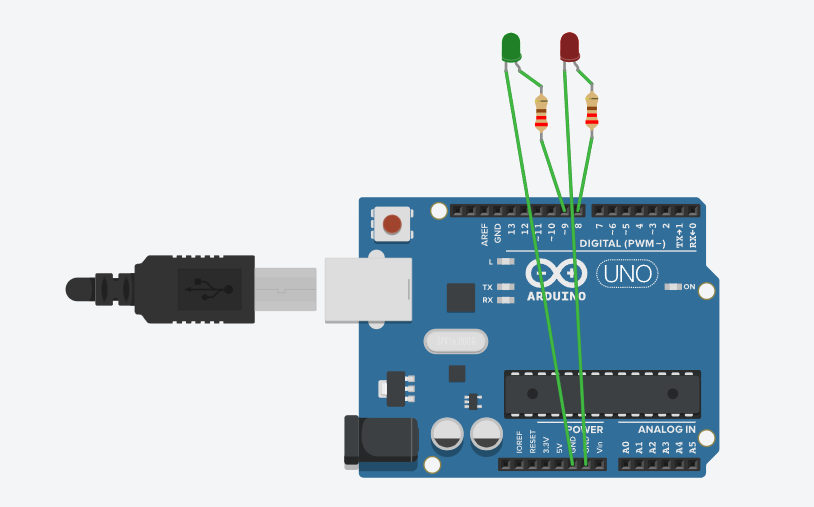 AREF
GND
13
12
~11
~10
~9
8
7
~6
~5
4
~3
2
TX→1
RX←0
DIGITAL (PWM~)
L
TX
RX
ARDUINO
UNO
ON
IOREF
RESET
3.3V
5V
GND
GND
Vin
POWER
ANALOG IN
A0
A1
A2
A3
A4
A5